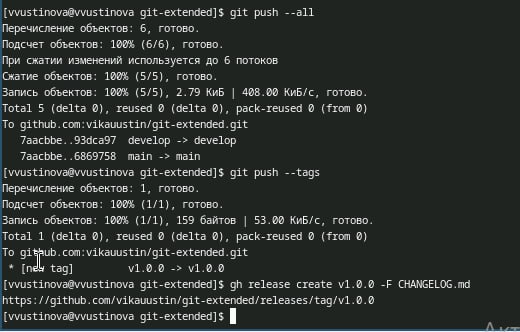 [vvustinova@vvustinova git-extended]$ git push --all
Перечисление объектов: 6, готово.
Подсчет объектов: 100% (6/6), готово.
При сжатии изменений используется до 6 потоков
Сжатие объектов: 100% (5/5), готово.
Запись объектов: 100% (5/5), 2.79 КиБ | 408.00 КиБ/с, готово.
Total 5 (delta 0), reused 0 (delta 0), pack-reused 0 (from 0)
To github.com:vikauustin/git-extended.git
   7aacbbe..93dca97  develop -> develop
   7aacbbe..6869758  main -> main
[vvustinova@vvustinova git-extended]$ git push --tags
Перечисление объектов: 1, готово.
Подсчет объектов: 100% (1/1), готово.
Запись объектов: 100% (1/1), 159 байтов | 53.00 КиБ/с, готово.
Total 1 (delta 0), reused 0 (delta 0), pack-reused 0 (from 0)
To github.com:vikauustin/git-extended.git
 * [new tag]         v1.0.0 -> v1.0.0
[vvustinova@vvustinova git-extended]$ gh release create v1.0.0 -F CHANGELOG.md
https://github.com/vikauustin/git-extended/releases/tag/v1.0.0
[vvustinova@vvustinova git-extended]$